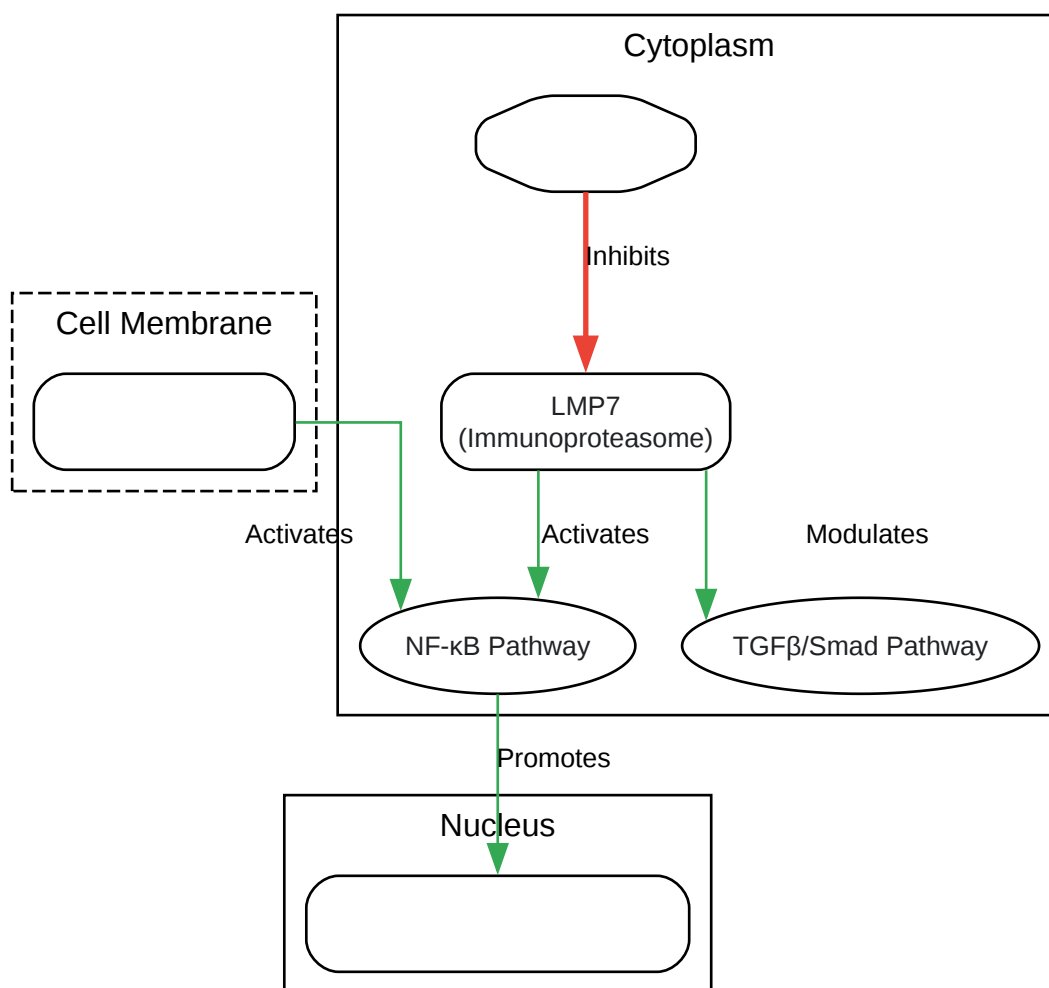 Cytoplasm
Inhibits
Cell Membrane
LMP7
(Immunoproteasome)
Activates
Activates
Modulates
NF-κB Pathway
TGFβ/Smad Pathway
Promotes
Nucleus